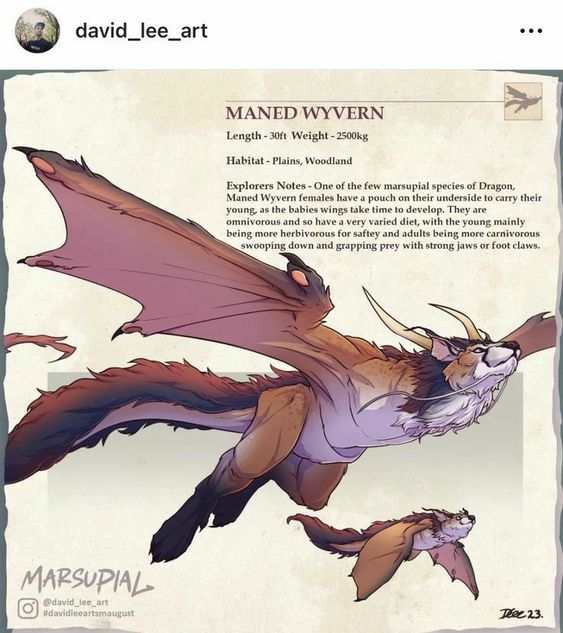 david_lee_art
MANED WYVERN
Length - 30ft Weight - 2500kg
Habitat - Plains, Woodland
Explorers Notes - One of the few marsupial species of Dragon,
Maned Wyvern females have a pouch on their underside to carry their
young, as the babies wings take time to develop. They are
omnivorous and so have a very varied diet, with the young mainly
being more herbivorous for saftey and adults being more carnivorous
swooping down and grapping prey with strong jaws or foot claws.
MARSUPIAL
@david_lee_art
#davidleeartsmaugust
DLee 23.